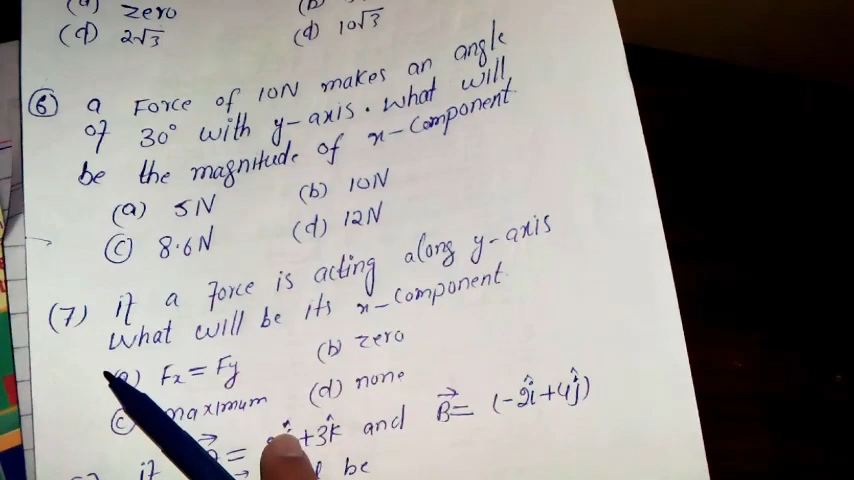 (a) zero
(d) 2√3 (d) 10√3
(6) a Force of 10N makes an angle
of 30° with y-axis. What will
be the magnitude of x-component
(a) 5N (b) 10N
(c) 8.6N (d) 12N
(7) if a Force is acting along y-axis
What will be its x-component
Fx = Fy (b) zero
(c) maximum (d) none
if = +3k̂ and B⃗ = (-2î+4ĵ)
be